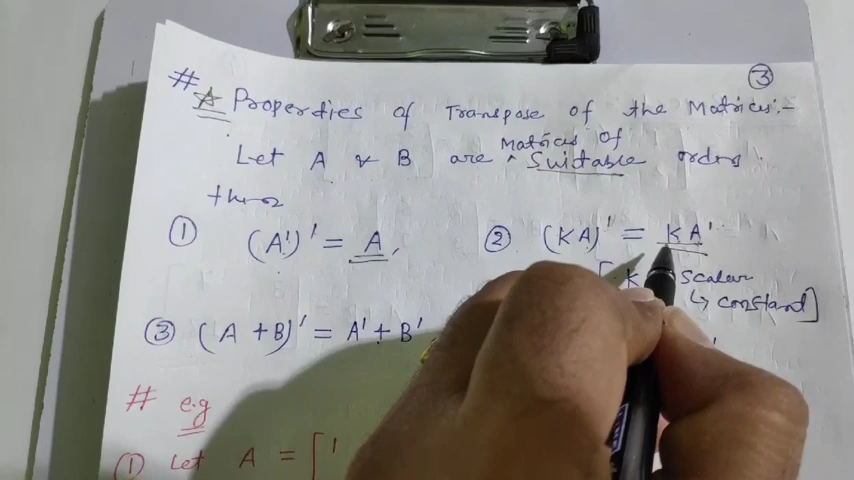 ③
# A Properties of Transpose of the Matrices:-
Let A & B are ^ Matrices of Suitable orders
then
① (A')' = A, ② (KA)' = KA'
[∵ K Scalar
↳ constant]
③ (A + B)' = A' + B'
# e.g
① Let A = [1